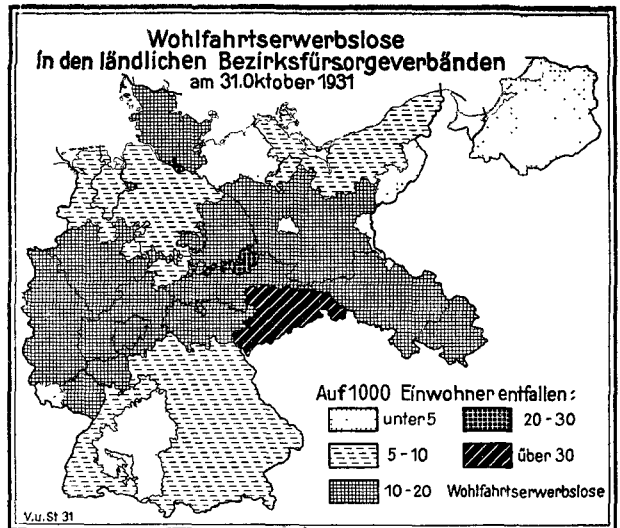 Wohlfahrtserwerbslose
in den ländlichen Bezirksfürsorgeverbänden
am 31.Oktober 1931
Auf 1000 Einwohner entfallen:
unter 5
20-30
5-10
über 30
10-20
Wohlfahrtserwerbslose
V.u.St 31